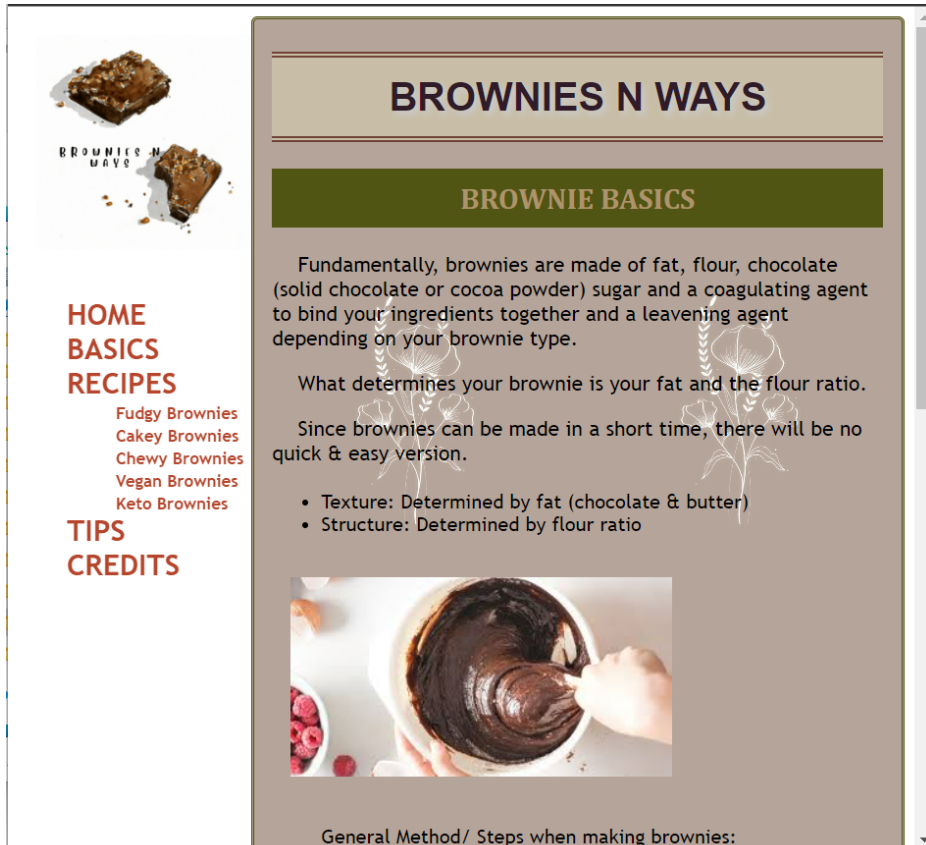 BROWNIES N
WAYS
HOME
BASICS
RECIPES
Fudgy Brownies
Cakey Brownies
Chewy Brownies
Vegan Brownies
Keto Brownies
TIPS
CREDITS
BROWNIES N WAYS
BROWNIE BASICS
Fundamentally, brownies are made of fat, flour, chocolate
(solid chocolate or cocoa powder) sugar and a coagulating agent
to bind your ingredients together and a leavening agent
depending on your brownie type.
What determines your brownie is your fat and the flour ratio.
Since brownies can be made in a short time, there will be no
quick & easy version.
• Texture: Determined by fat (chocolate & butter)
• Structure: Determined by flour ratio
General Method/ Steps when making brownies: